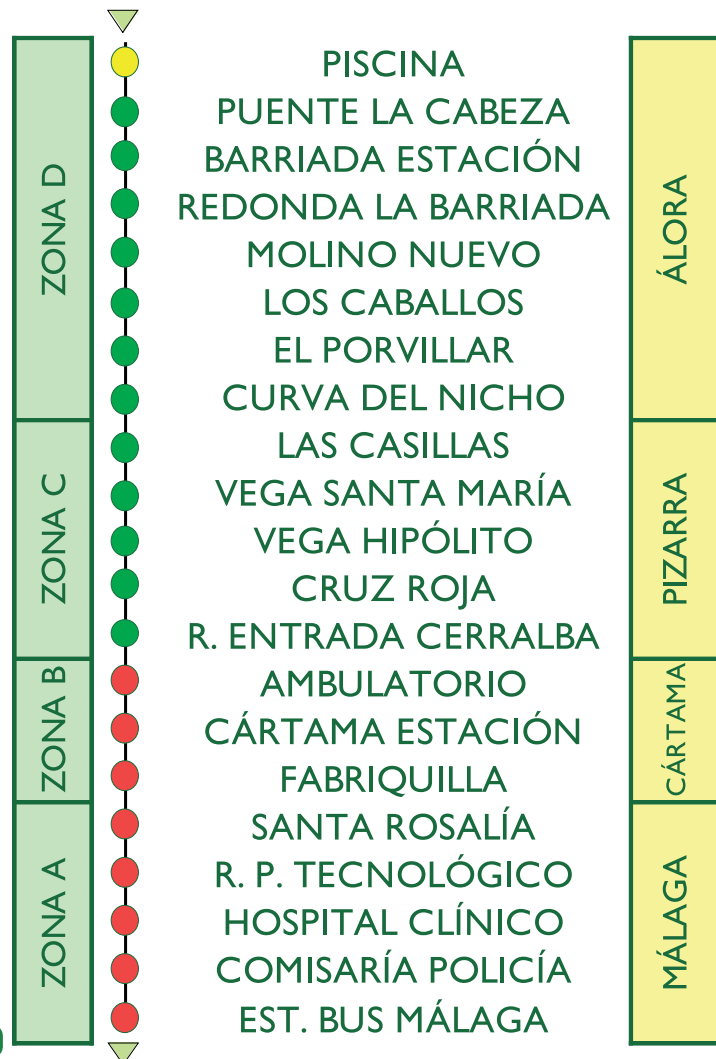 PISCINA
PUENTE LA CABEZA
BARRIADA ESTACIÓN
REDONDA LA BARRIADA
MOLINO NUEVO
LOS CABALLOS
EL PORVILLAR
CURVA DEL NICHO
LAS CASILLAS
VEGA SANTA MARÍA
VEGA HIPÓLITO
CRUZ ROJA
R. ENTRADA CERRALBA
AMBULATORIO
CÁRTAMA ESTACIÓN
FABRIQUILLA
SANTA ROSALÍA
R. P. TECNOLÓGICO
HOSPITAL CLÍNICO
COMISARÍA POLICÍA
EST. BUS MÁLAGA
ZONA D
ZONA C
ZONA B
ZONA A
ÁLORA
PIZARRA
CÁRTAMA
MÁLAGA